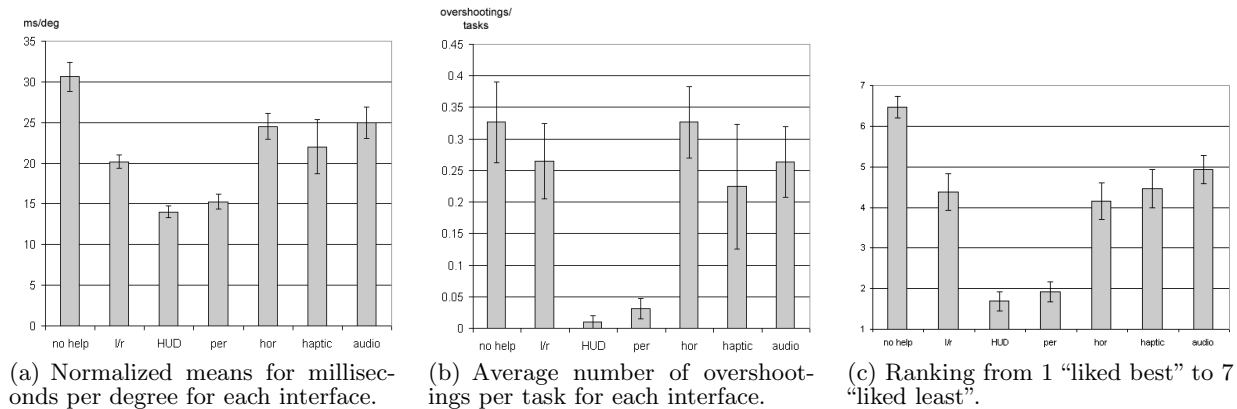 ms/deg
35
30
25
20
15
10
5
0
no help l/r HUD per hor haptic audio
(a) Normalized means for millisec-
onds per degree for each interface.
overshootings/
tasks
0.45
0.4
0.35
0.3
0.25
0.2
0.15
0.1
0.05
0
no help l/r HUD per hor haptic audio
(b) Average number of overshoot-
ings per task for each interface.
7
6
5
4
3
2
1
no help l/r HUD per hor haptic audio
(c) Ranking from 1 “liked best” to 7
“liked least”.